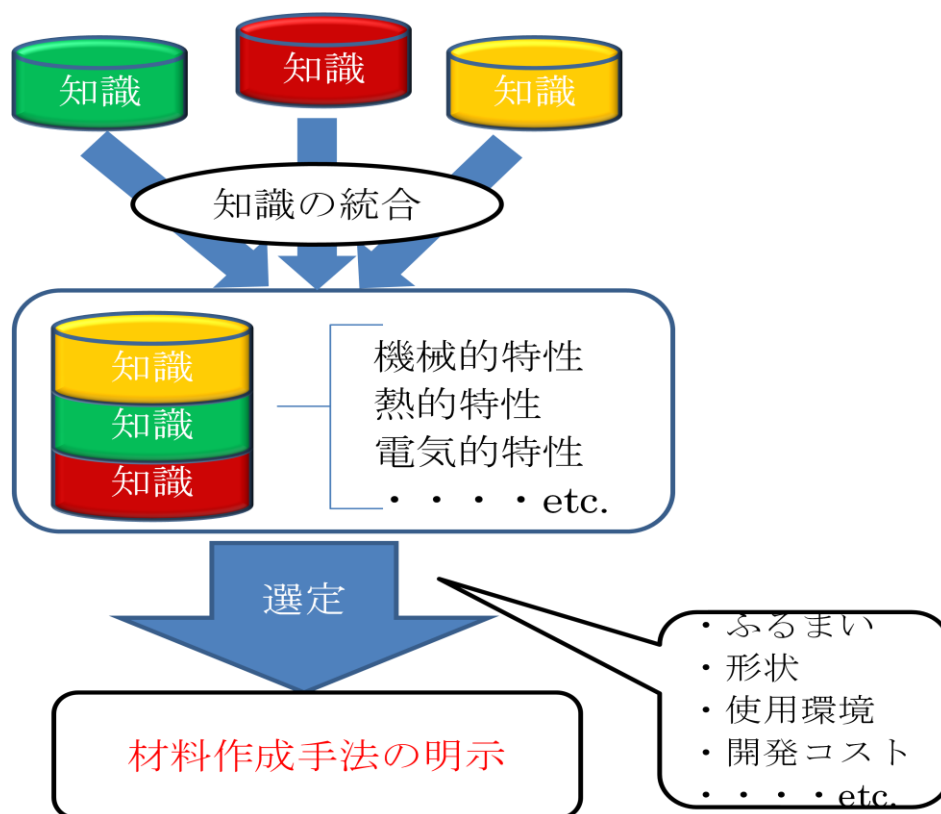 知識
知識
知識
知識の統合
知識
知識
知識
機械的特性
熱的特性
電気的特性
・・・・etc.
選定
・ふるまい
・形状
・使用環境
・開発コスト
・・・・etc.
材料作成手法の明示